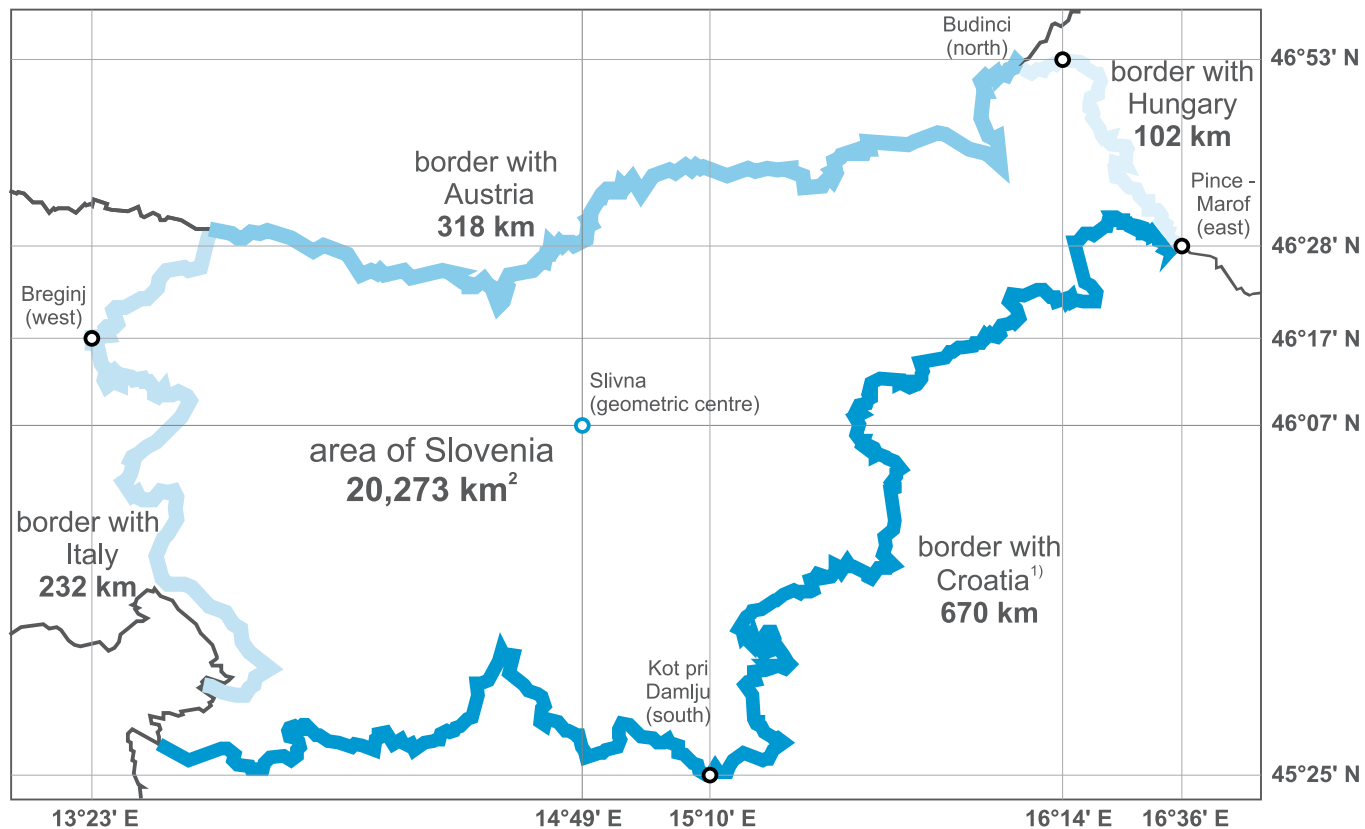 Budinci
(north)
46°53' N
border with
Hungary
102 km
border with
Austria
318 km
Pince -
Marof
(east)
46°28' N
Breginj
(west)
46°17' N
Slivna
(geometric centre)
46°07' N
area of Slovenia
20,273 km²
border with
Italy
232 km
border with
Croatia¹⁾
670 km
Kot pri
Damlju
(south)
45°25' N
13°23' E
14°49' E
15°10' E
16°14' E
16°36' E